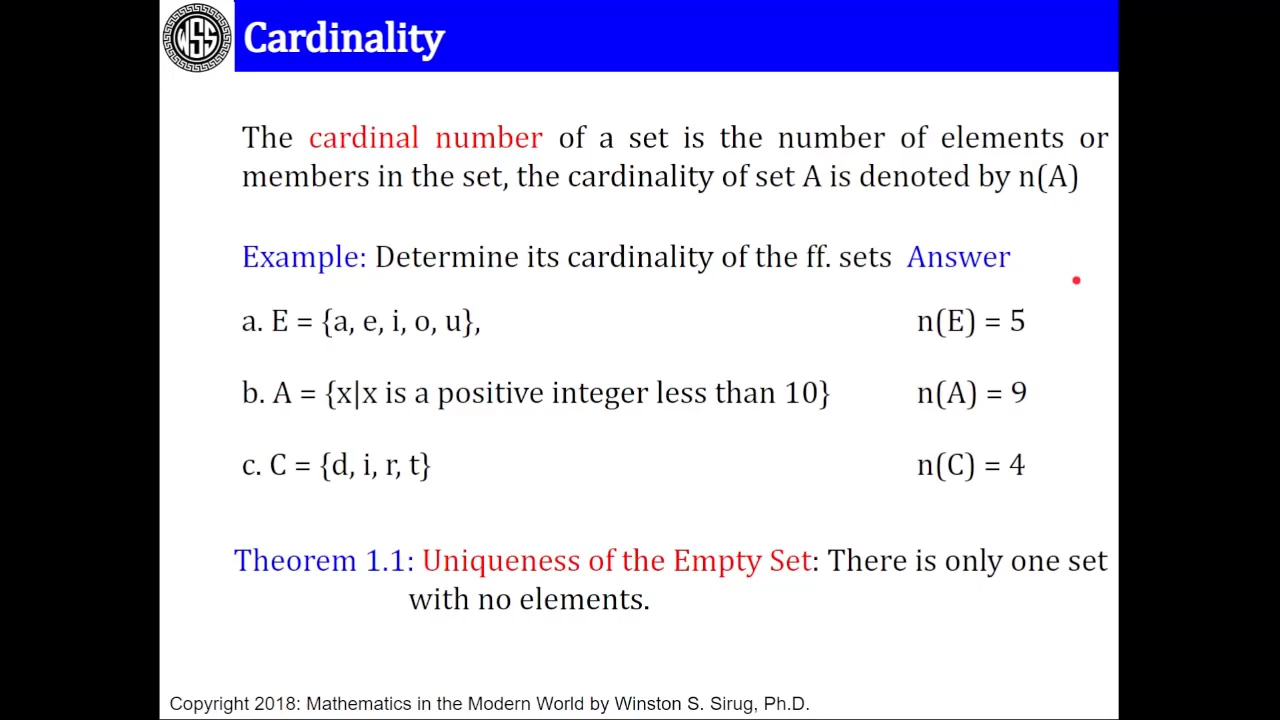 WSS
Cardinality
The cardinal number of a set is the number of elements or
members in the set, the cardinality of set A is denoted by n(A)
Example: Determine its cardinality of the ff. sets Answer
a. E = {a, e, i, o, u}, n(E) = 5
b. A = {x|x is a positive integer less than 10} n(A) = 9
c. C = {d, i, r, t} n(C) = 4
Theorem 1.1: Uniqueness of the Empty Set: There is only one set
with no elements.
Copyright 2018: Mathematics in the Modern World by Winston S. Sirug, Ph.D.